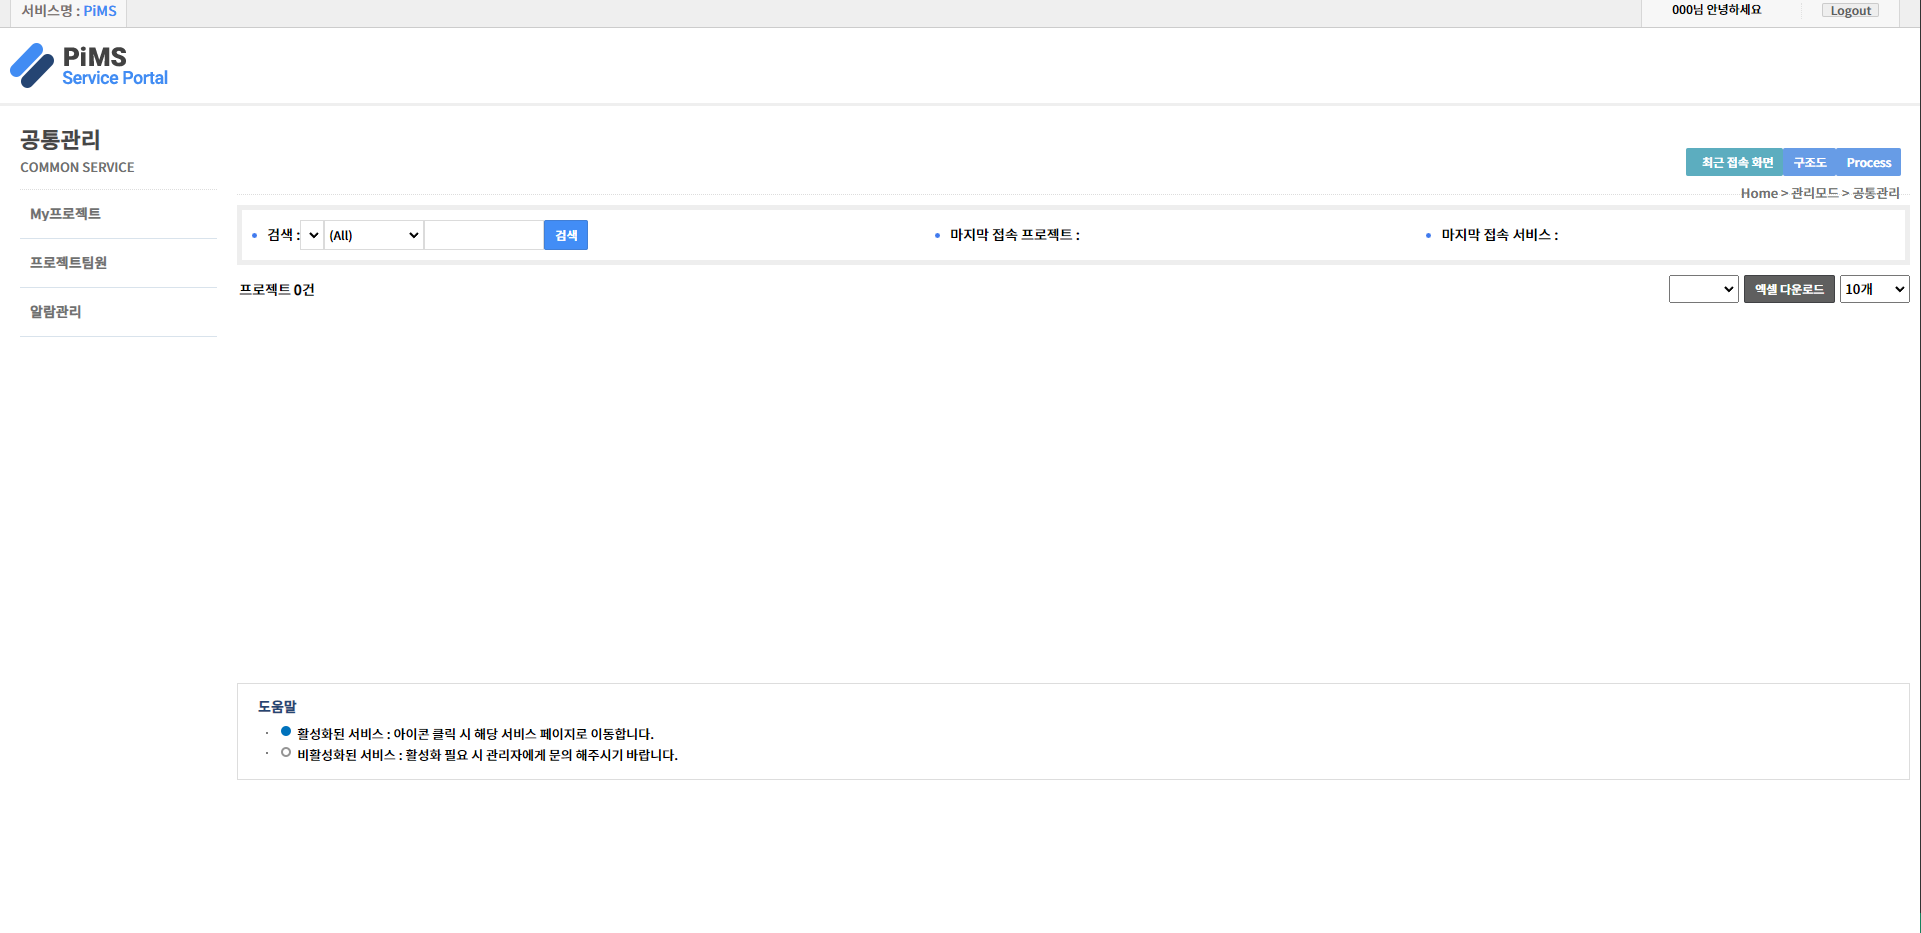 서비스명 : PiMS
000님 안녕하세요
Logout
PiMS
Service Portal
공통관리
COMMON SERVICE
최근 접속 화면
구조도
Process
Home > 관리모드 > 공통관리
My프로젝트
프로젝트팀원
알람관리
검색 :
(All)
검색
마지막 접속 프로젝트 :
마지막 접속 서비스 :
프로젝트 0건
엑셀 다운로드
10개
도움말
활성화된 서비스 : 아이콘 클릭 시 해당 서비스 페이지로 이동합니다.
비활성화된 서비스 : 활성화 필요 시 관리자에게 문의 해주시기 바랍니다.